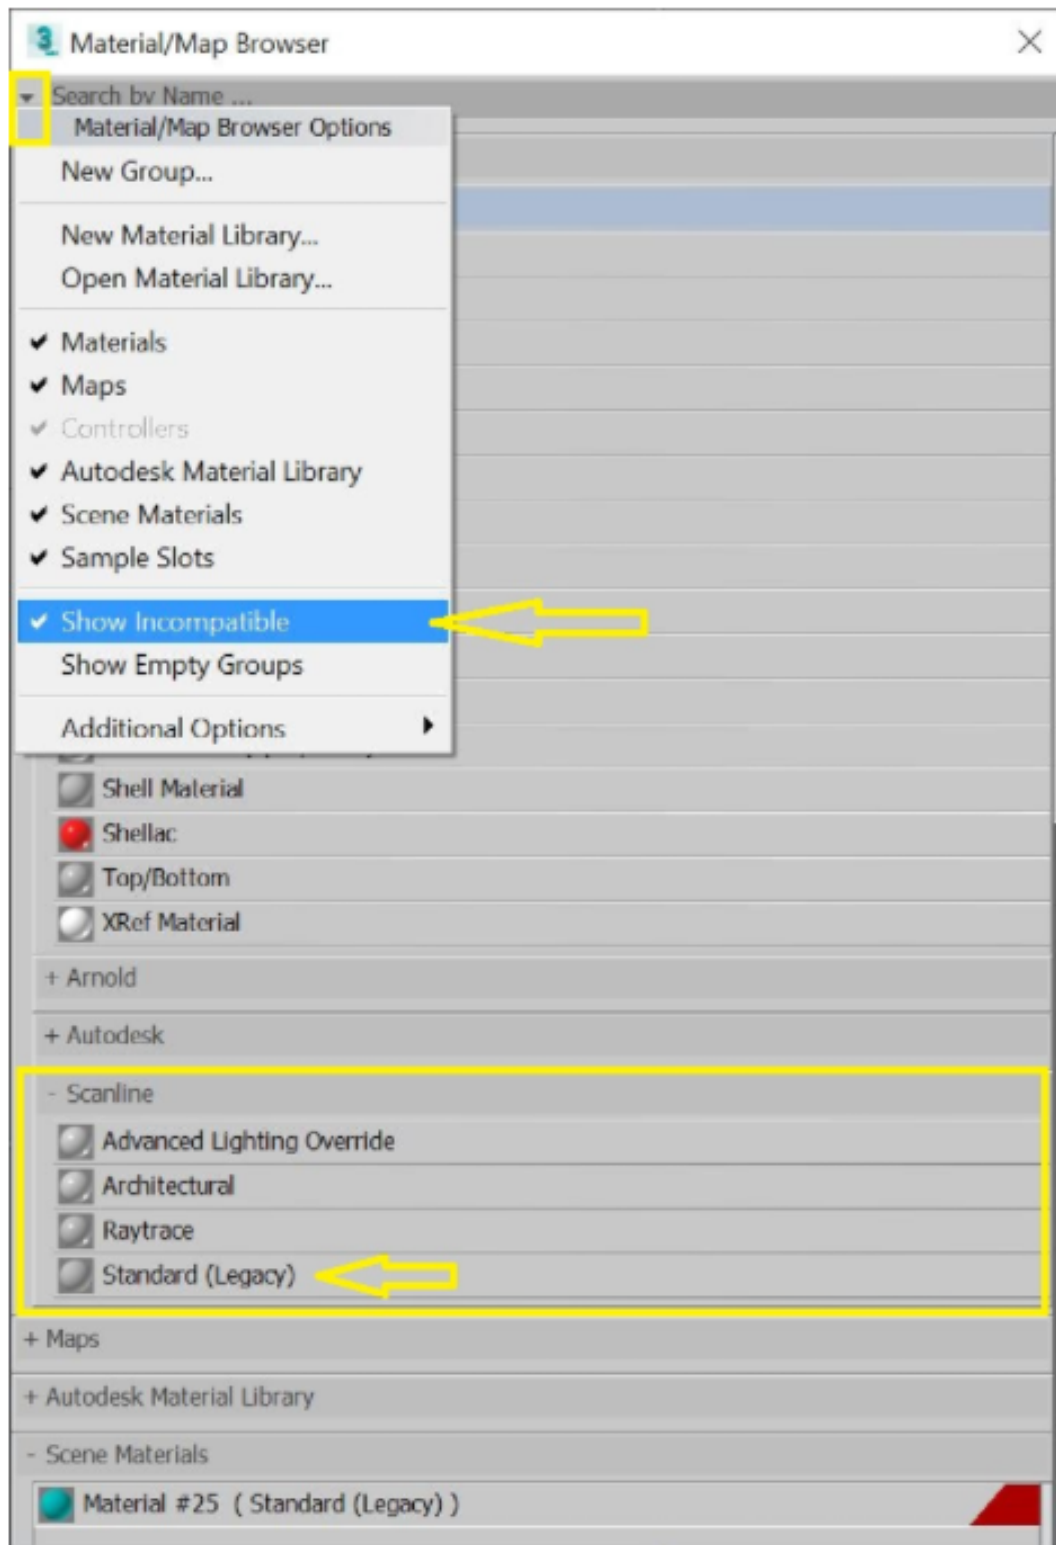 Material/Map Browser
Search by Name ...
Material/Map Browser Options
New Group...
New Material Library...
Open Material Library...
Materials
Maps
Controllers
Autodesk Material Library
Scene Materials
Sample Slots
Show Incompatible
Show Empty Groups
Additional Options
Shell Material
Shellac
Top/Bottom
XRef Material
+ Arnold
+ Autodesk
- Scanline
Advanced Lighting Override
Architectural
Raytrace
Standard (Legacy)
+ Maps
+ Autodesk Material Library
- Scene Materials
Material #25 ( Standard (Legacy) )